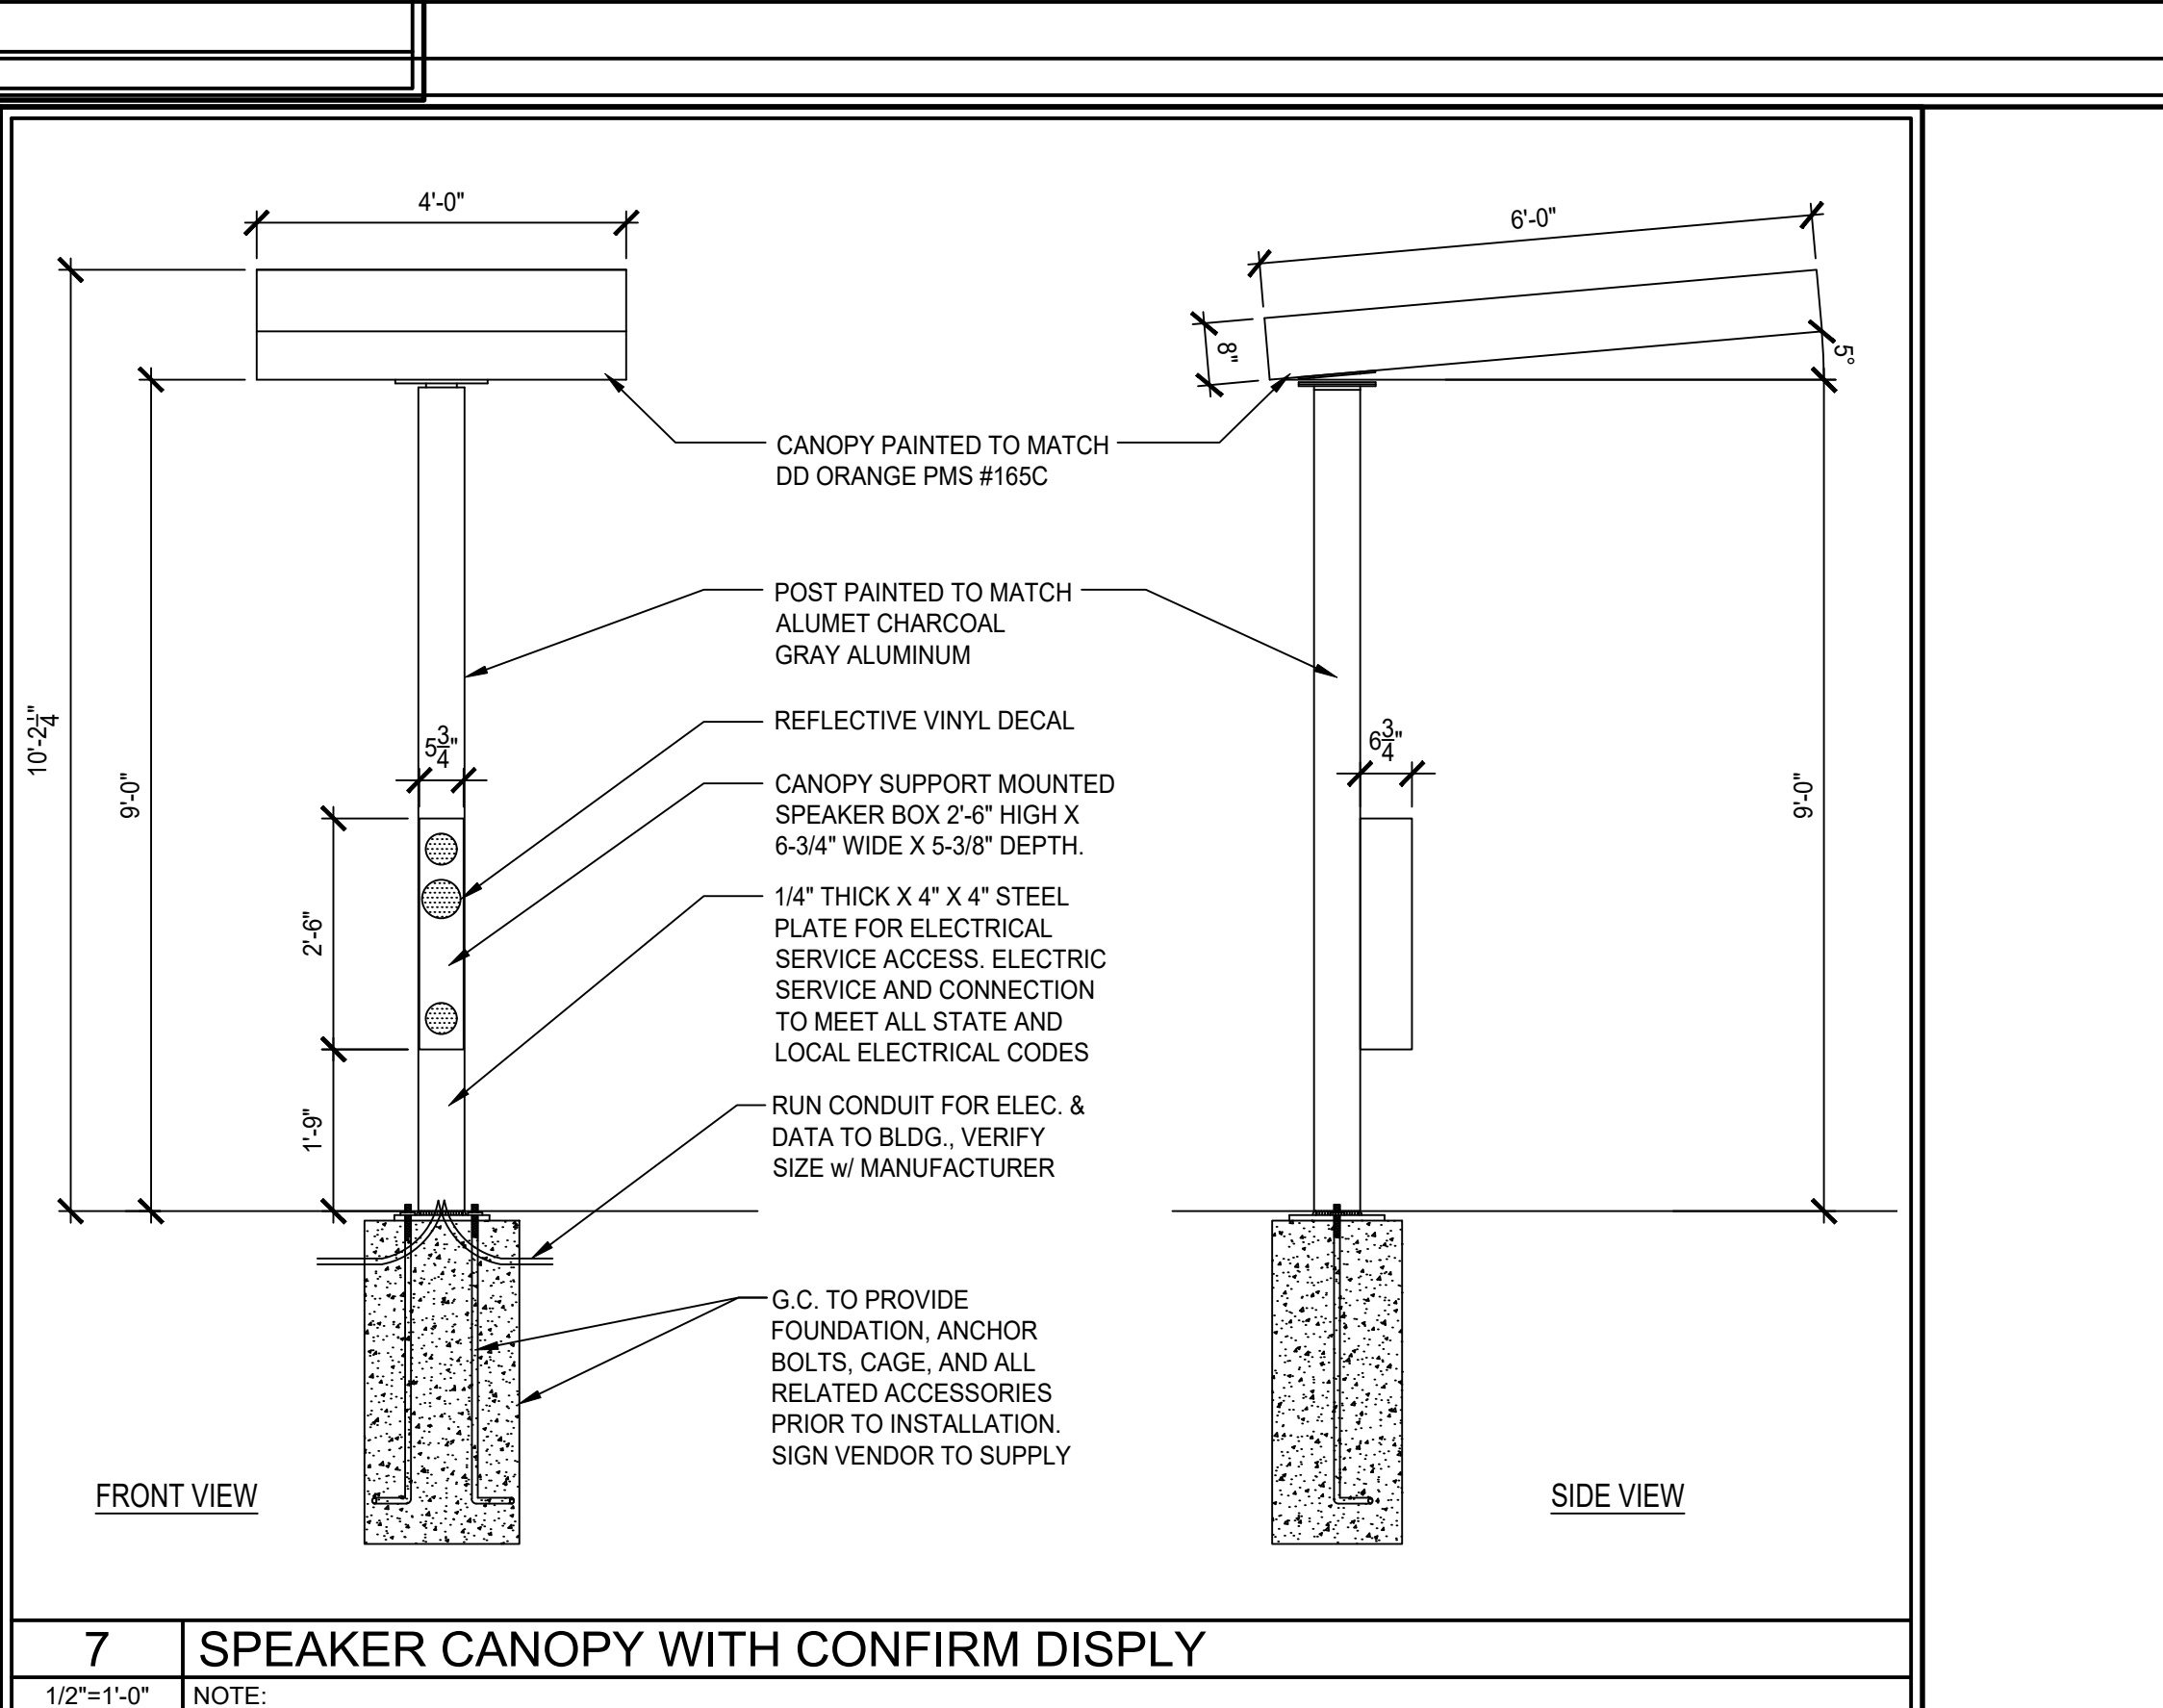 4'-0"
6'-0"
8"
5°
CANOPY PAINTED TO MATCH
DD ORANGE PMS #165C
POST PAINTED TO MATCH
ALUMET CHARCOAL
GRAY ALUMINUM
10'-2 1/4"
9'-0"
5 3/4"
REFLECTIVE VINYL DECAL
6 3/4"
9'-0"
CANOPY SUPPORT MOUNTED
SPEAKER BOX 2'-6" HIGH X
6-3/4" WIDE X 5-3/8" DEPTH.
2'-6"
1/4" THICK X 4" X 4" STEEL
PLATE FOR ELECTRICAL
SERVICE ACCESS. ELECTRIC
SERVICE AND CONNECTION
TO MEET ALL STATE AND
LOCAL ELECTRICAL CODES
1'-9"
RUN CONDUIT FOR ELEC. &
DATA TO BLDG., VERIFY
SIZE w/ MANUFACTURER
G.C. TO PROVIDE
FOUNDATION, ANCHOR
BOLTS, CAGE, AND ALL
RELATED ACCESSORIES
PRIOR TO INSTALLATION.
SIGN VENDOR TO SUPPLY
FRONT VIEW
SIDE VIEW
7
SPEAKER CANOPY WITH CONFIRM DISPLY
1/2"=1'-0"
NOTE: